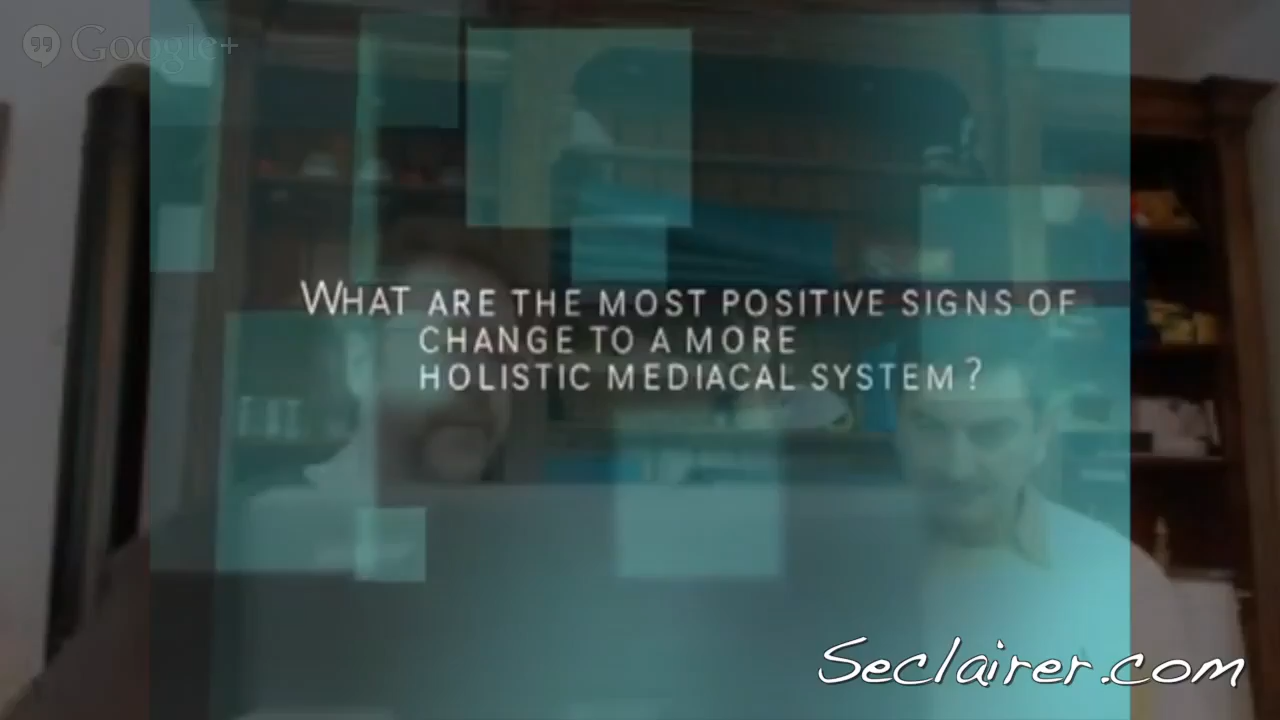 Google+
WHAT ARE THE MOST POSITIVE SIGNS OF
CHANGE TO A MORE
HOLISTIC MEDIACAL SYSTEM?
Seclairer.com